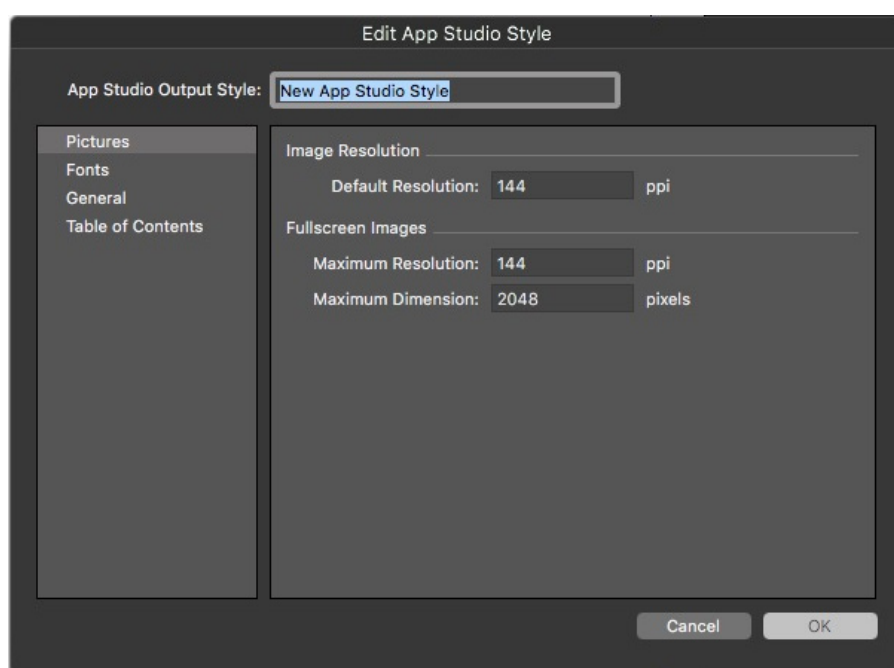 Edit App Studio Style
App Studio Output Style: New App Studio Style
Pictures
Fonts
General
Table of Contents
Image Resolution
Default Resolution: 144 ppi
Fullscreen Images
Maximum Resolution: 144 ppi
Maximum Dimension: 2048 pixels
Cancel OK